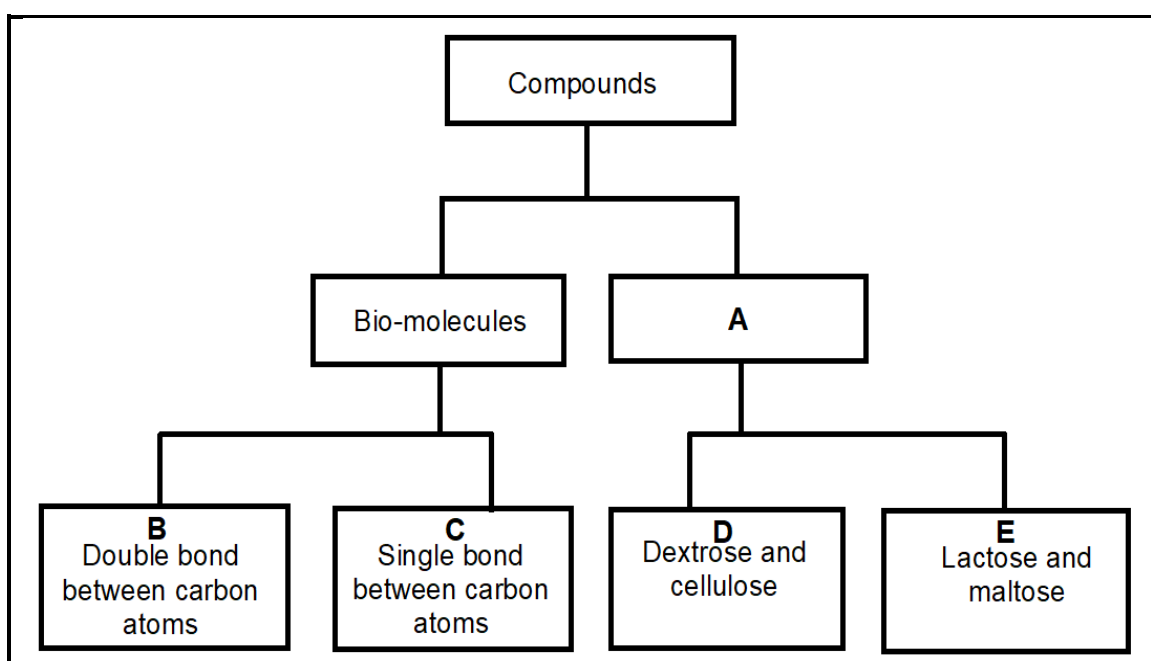 Compounds
Bio-molecules
A
B
Double bond
between carbon
atoms
C
Single bond
between carbon
atoms
D
Dextrose and
cellulose
E
Lactose and
maltose